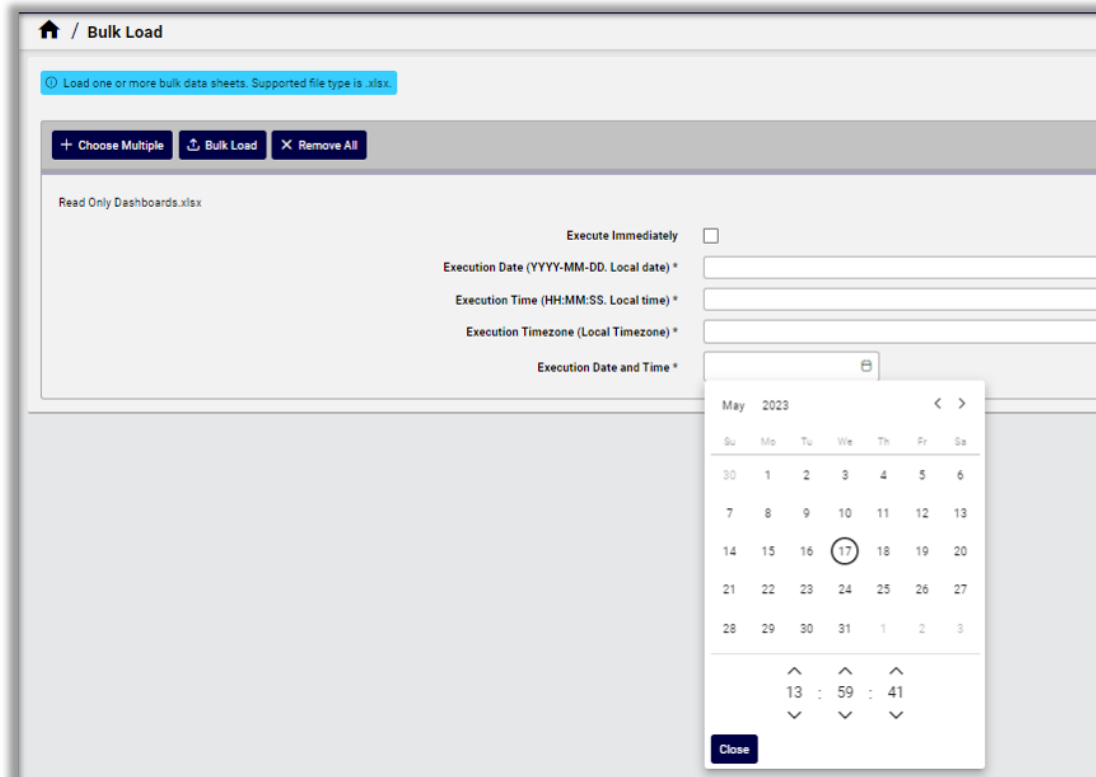 / Bulk Load
Load one or more bulk data sheets. Supported file type is .xlsx.
Choose Multiple Bulk Load Remove All
Read Only Dashboards.xlsx
Execute Immediately
Execution Date (YYYY-MM-DD. Local date) *
Execution Time (HH:MM:SS. Local time) *
Execution Timezone (Local Timezone) *
Execution Date and Time *
May 2023
Su Mo Tu We Th Fr Sa
30 1 2 3 4 5 6
7 8 9 10 11 12 13
14 15 16 17 18 19 20
21 22 23 24 25 26 27
28 29 30 31 1 2 3
13 : 59 : 41
Close